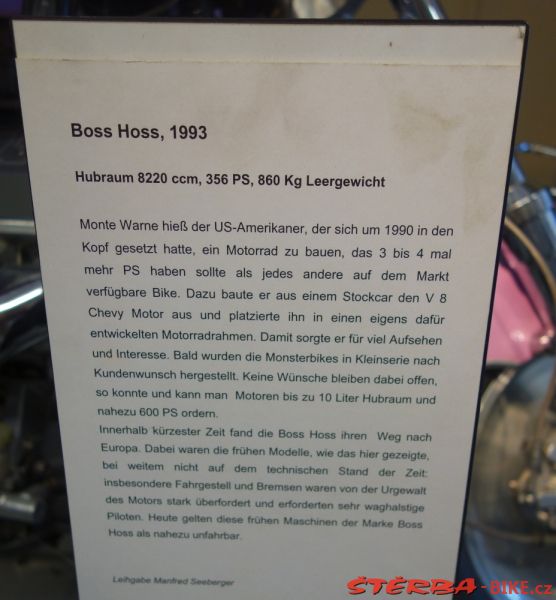 Boss Hoss, 1993
Hubraum 8220 ccm, 356 PS, 860 Kg Leergewicht
Monte Warne hieß der US-Amerikaner, der sich um 1990 in den
Kopf gesetzt hatte, ein Motorrad zu bauen, das 3 bis 4 mal
mehr PS haben sollte als jedes andere auf dem Markt
verfügbare Bike. Dazu baute er aus einem Stockcar den V 8
Chevy Motor aus und platzierte ihn in einen eigens dafür
entwickelten Motorradrahmen. Damit sorgte er für viel Aufsehen
und Interesse. Bald wurden die Monsterbikes in Kleinserie nach
Kundenwunsch hergestellt. Keine Wünsche bleiben dabei offen,
so konnte und kann man Motoren bis zu 10 Liter Hubraum und
nahezu 600 PS ordern.
Innerhalb kürzester Zeit fand die Boss Hoss ihren Weg nach
Europa. Dabei waren die frühen Modelle, wie das hier gezeigte,
bei weitem nicht auf dem technischen Stand der Zeit:
insbesondere Fahrgestell und Bremsen waren von der Urgewalt
des Motors stark überfordert und erforderten sehr waghalstige
Piloten. Heute gelten diese frühen Maschinen der Marke Boss
Hoss als nahezu unfahrbar.
Leihgabe Manfred Seeberger
ŠTĚRBA-BIKE.cz